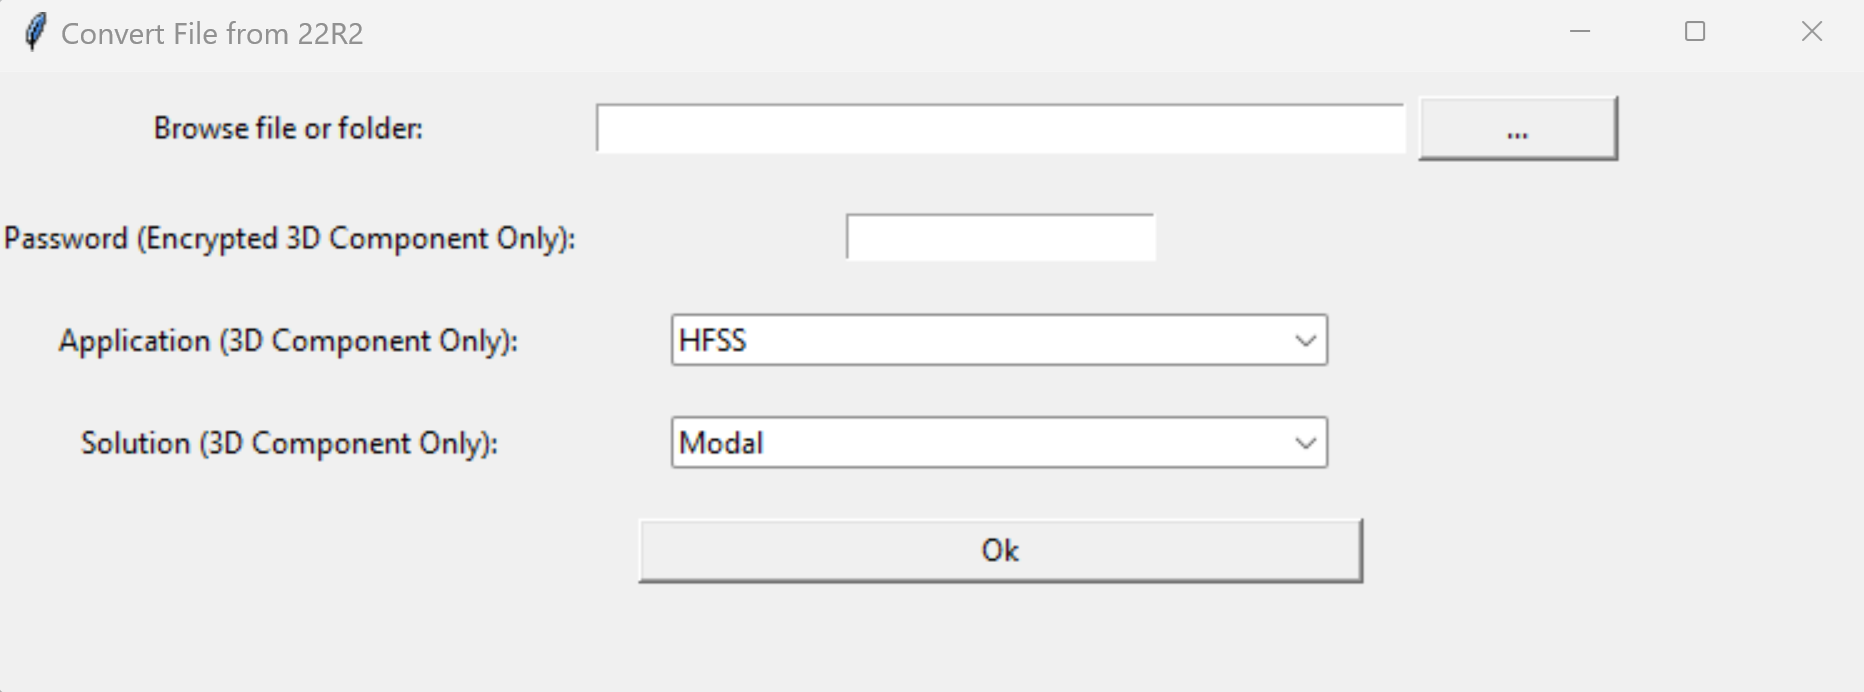 Convert File from 22R2
Browse file or folder:
...
Password (Encrypted 3D Component Only):
Application (3D Component Only):
HFSS
Solution (3D Component Only):
Modal
Ok